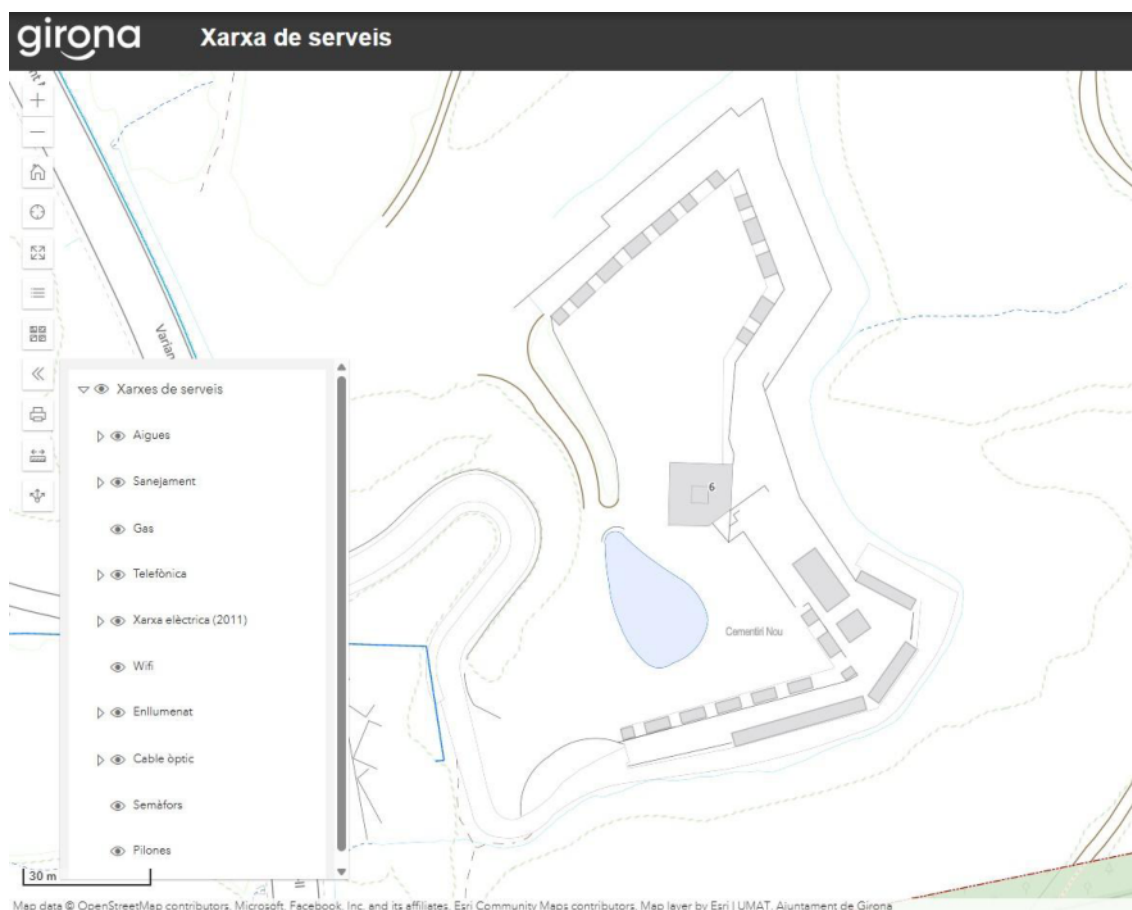 girona
Xarxa de serveis
Xarxes de serveis
Aigues
Sanejament
Gas
Telefònica
Xarxa elèctrica (2011)
Wifi
Enllumenat
Cable òptic
Semàfors
Pilones
6
Cementiri Nou
30 m
Map data © OpenStreetMap contributors, Microsoft, Facebook, Inc. and its affiliates, Esri Community Maps contributors, Map layer by Esri | UMAT. Ajuntament de Girona